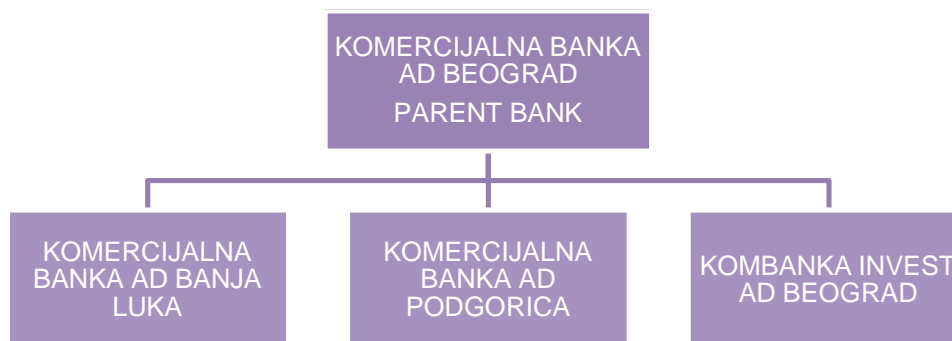 KOMERCIJALNA BANKA
AD BEOGRAD
PARENT BANK
KOMERCIJALNA
BANKA AD BANJA
LUKA
KOMERCIJALNA
BANKA AD
PODGORICA
KOMBANKA INVEST
AD BEOGRAD